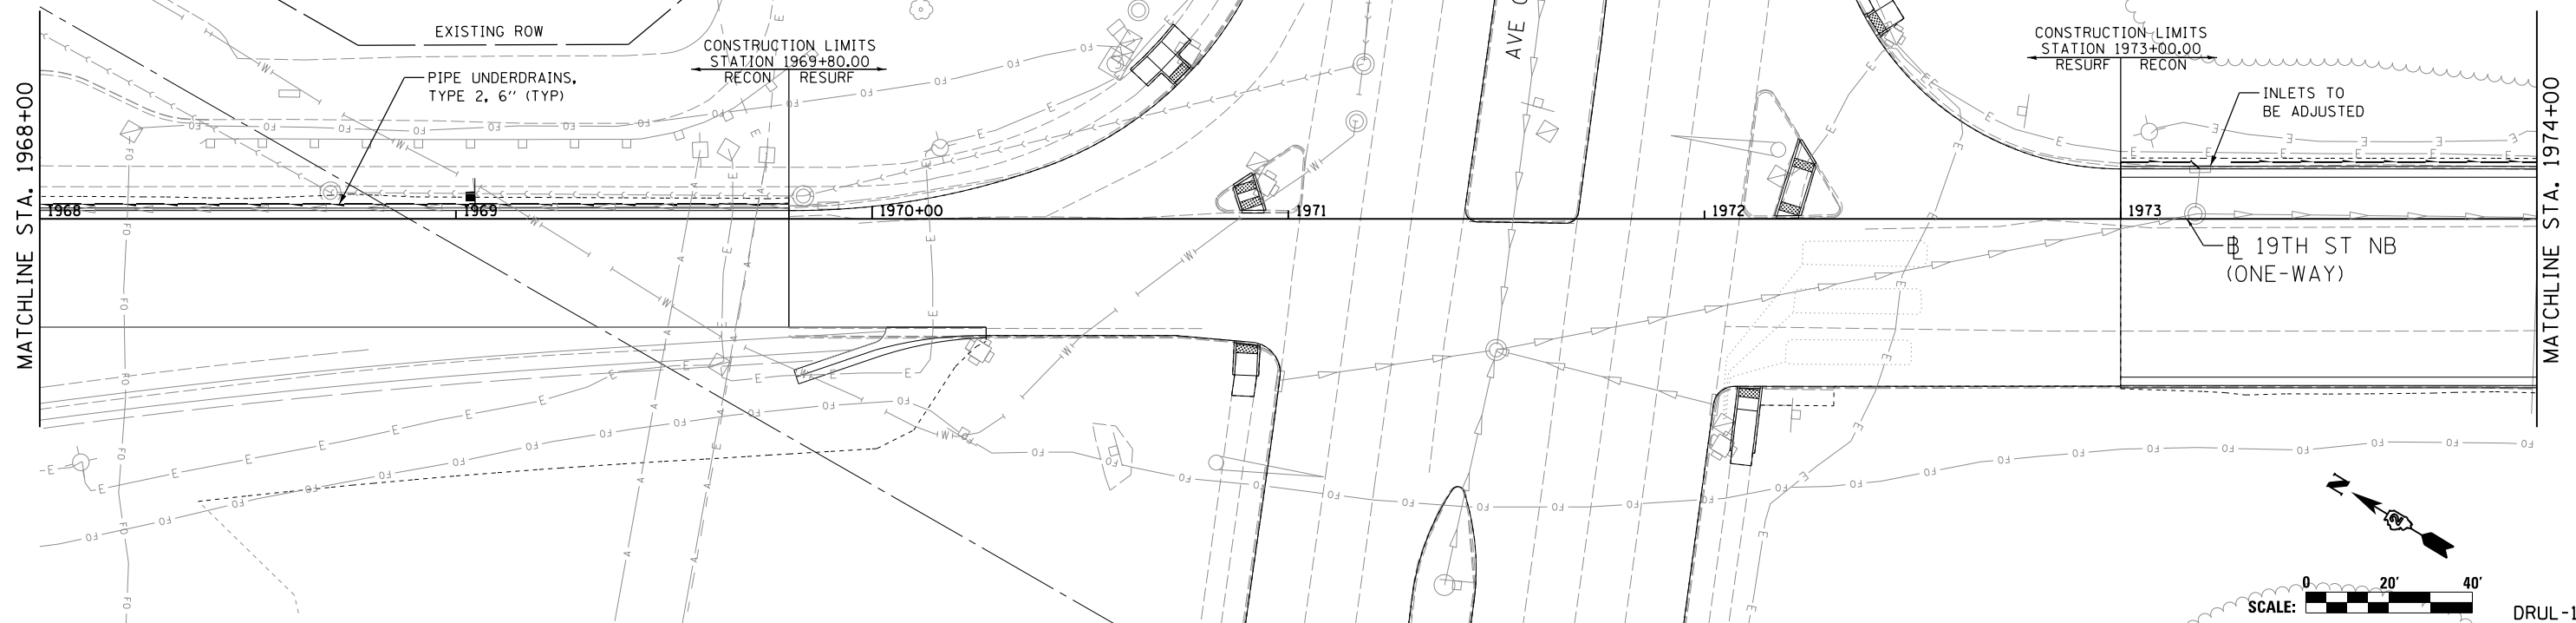 EXISTING ROW
CONSTRUCTION LIMITS
STATION 1969+80.00
RECON RESURF
PIPE UNDERDRAINS,
TYPE 2, 6" (TYP)
AVE
CONSTRUCTION LIMITS
STATION 1973+00.00
RESURF RECON
INLETS TO
BE ADJUSTED
MATCHLINE STA. 1968+00
MATCHLINE STA. 1974+00
1968
1969
1970+00
1971
1972
1973
BL 19TH ST NB
(ONE-WAY)
N
2
0 20' 40'
SCALE:
DRUL-1